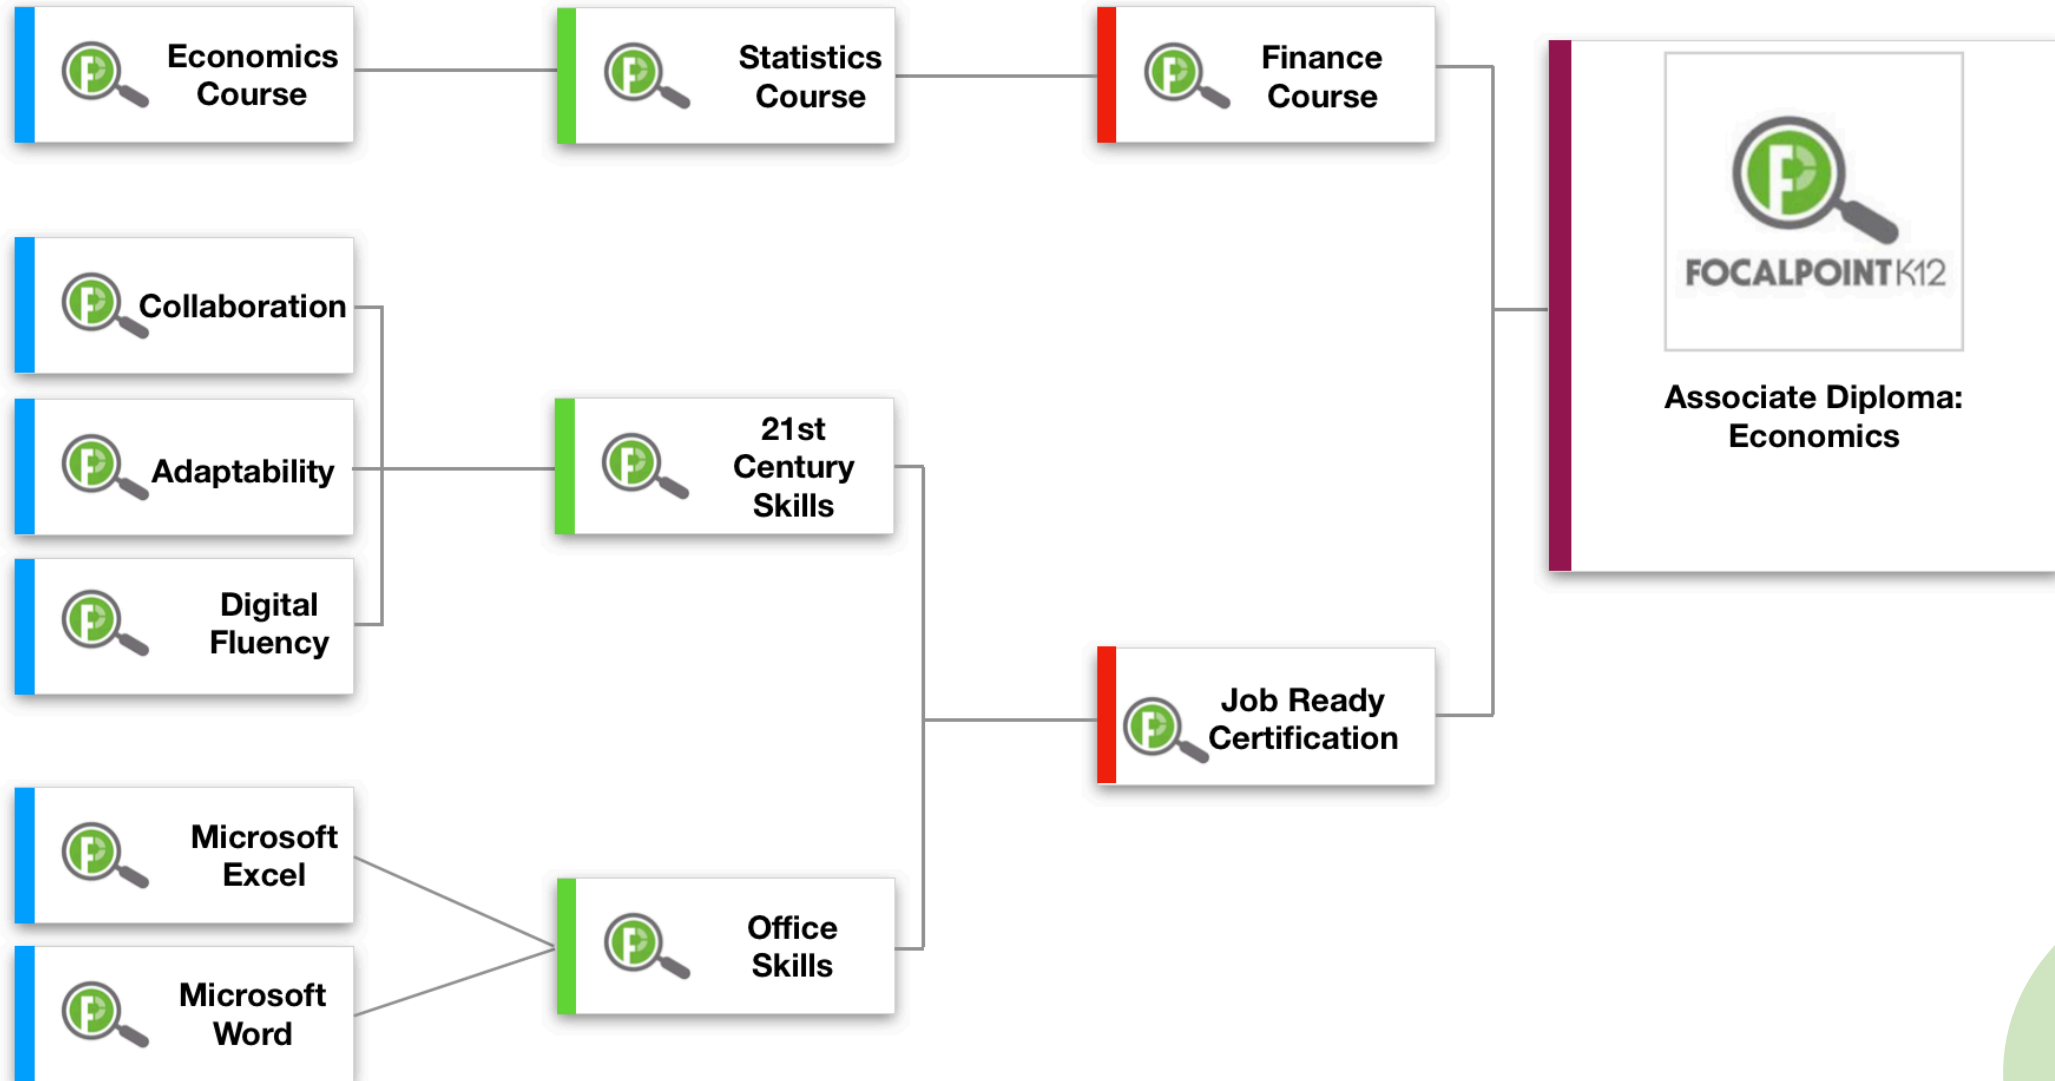 Economics
Course
Statistics
Course
Finance
Course
FOCALPOINTK12
Associate Diploma:
Economics
Collaboration
Adaptability
Digital
Fluency
21st
Century
Skills
Job Ready
Certification
Microsoft
Excel
Microsoft
Word
Office
Skills